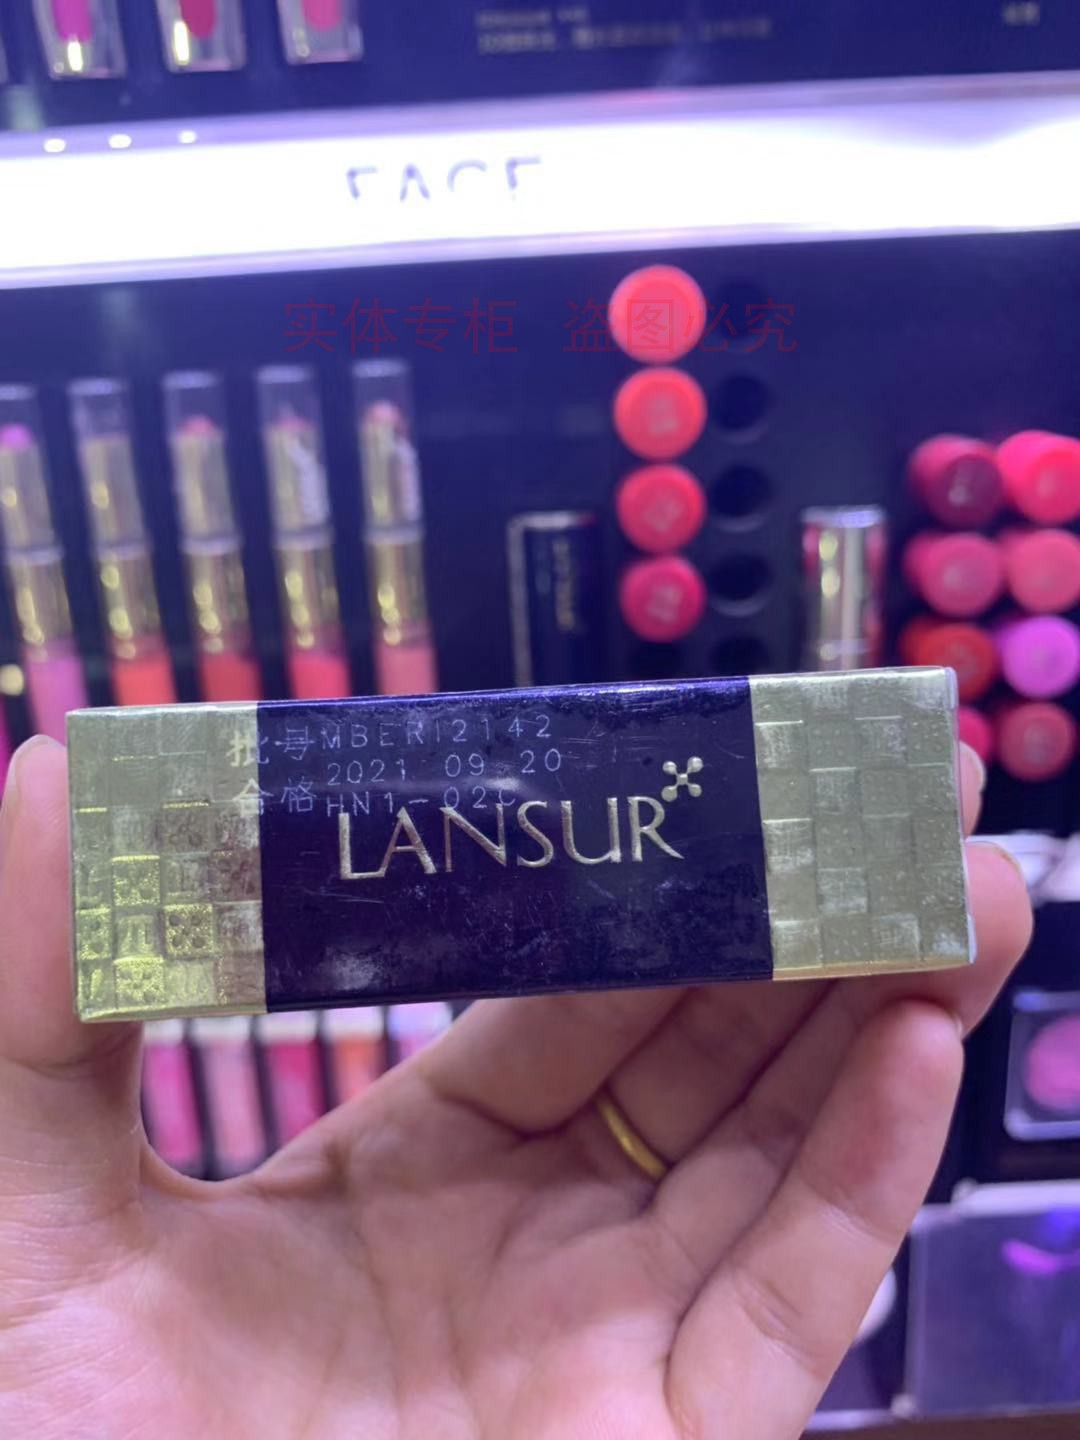 FACE
实体专柜 盗图必究
批号MBERI2142
2021 09 20
合格HN1-02C
LANSUR